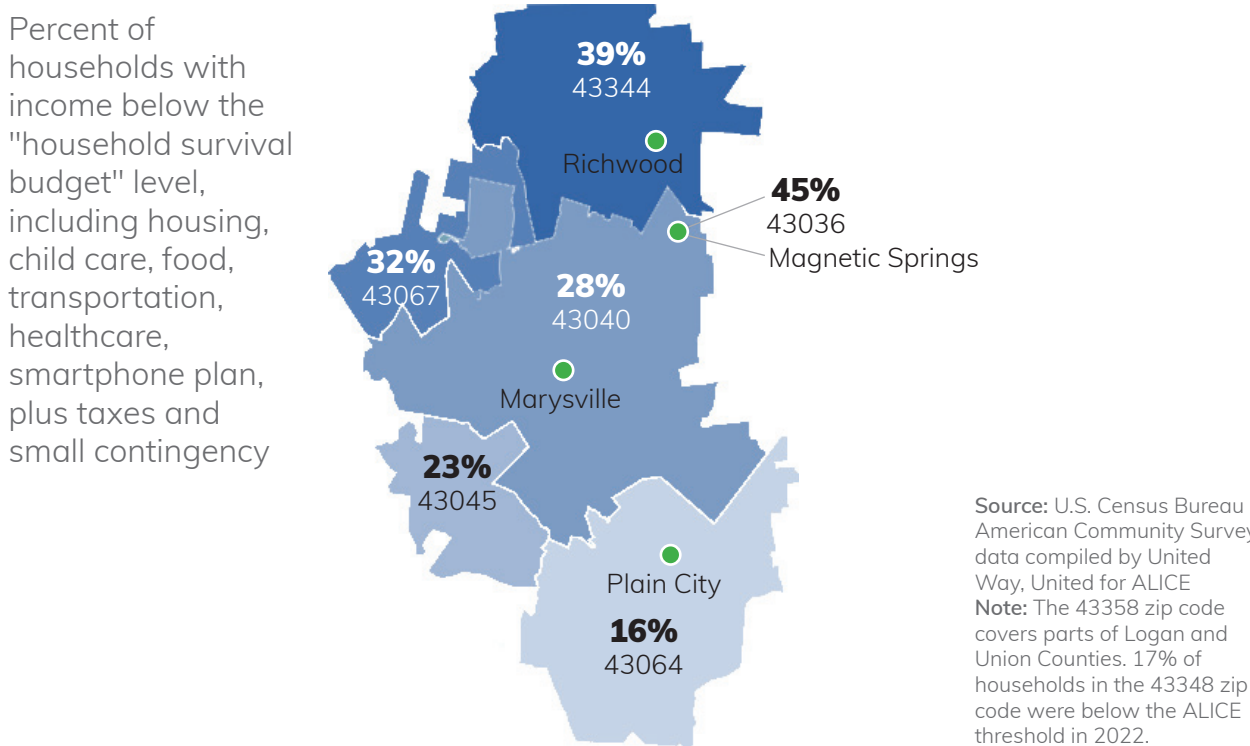 Percent of
households with
income below the
"household survival
budget" level,
including housing,
child care, food,
transportation,
healthcare,
smartphone plan,
plus taxes and
small contingency
39%
43344
Richwood
45%
43036
Magnetic Springs
32%
43067
28%
43040
Marysville
23%
43045
Plain City
16%
43064
Source: U.S. Census Bureau
American Community Survey
data compiled by United
Way, United for ALICE
Note: The 43358 zip code
covers parts of Logan and
Union Counties. 17% of
households in the 43348 zip
code were below the ALICE
threshold in 2022.